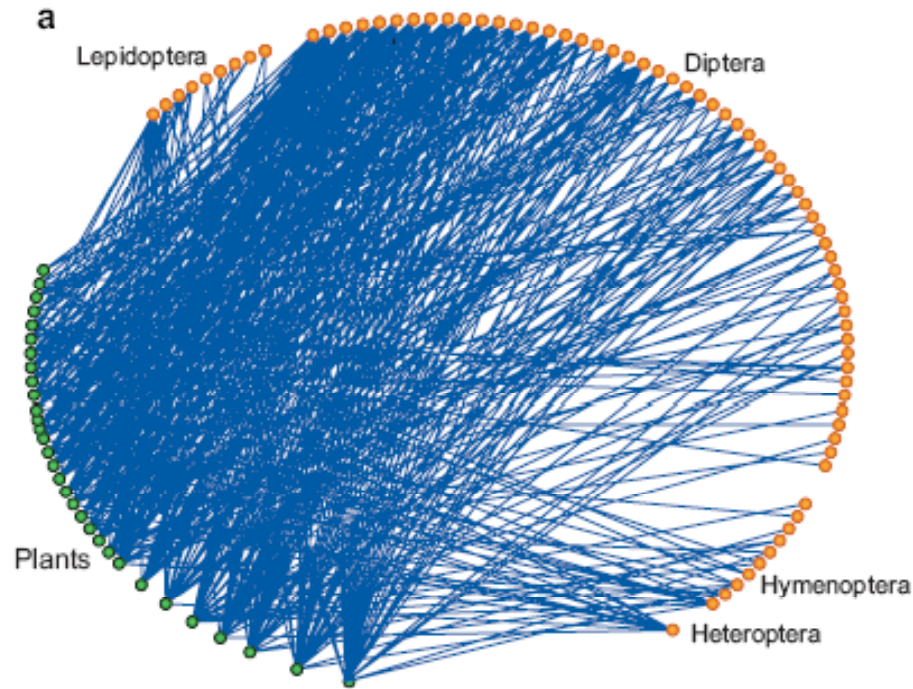 a
Lepidoptera
Diptera
Plants
Hymenoptera
Heteroptera